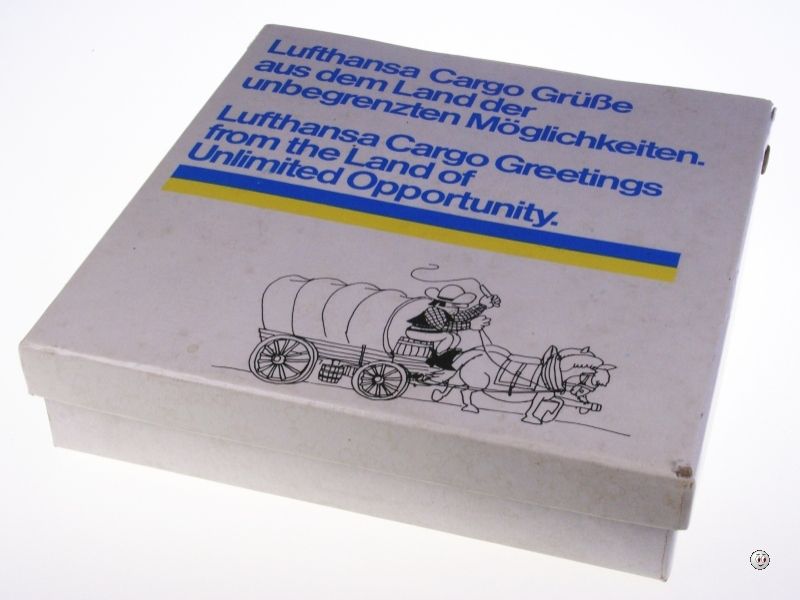 Lufthansa Cargo Grüße
aus dem Land der
unbegrenzten Möglichkeiten.
Lufthansa Cargo Greetings
from the Land of
Unlimited Opportunity.